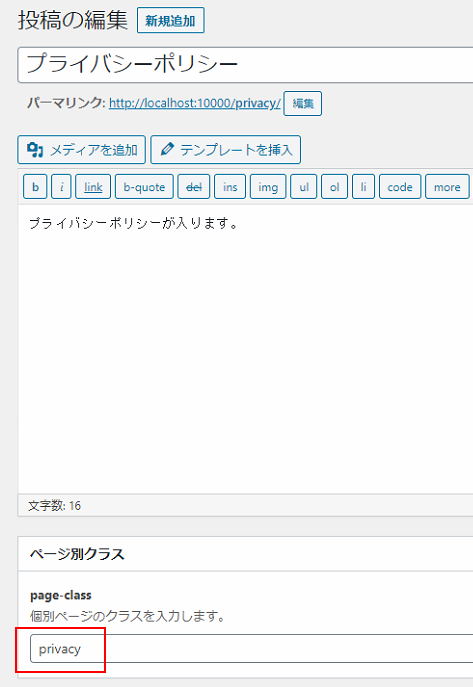 投稿の編集 新規追加
プライバシーポリシー
パーマリンク: http://localhost:10000/privacy/ 編集
メディアを追加 テンプレートを挿入
b i link b-quote del ins img ul ol li code more
プライバシーポリシーが入ります。
文字数: 16
ページ別クラス
page-class
個別ページのクラスを入力します。
privacy